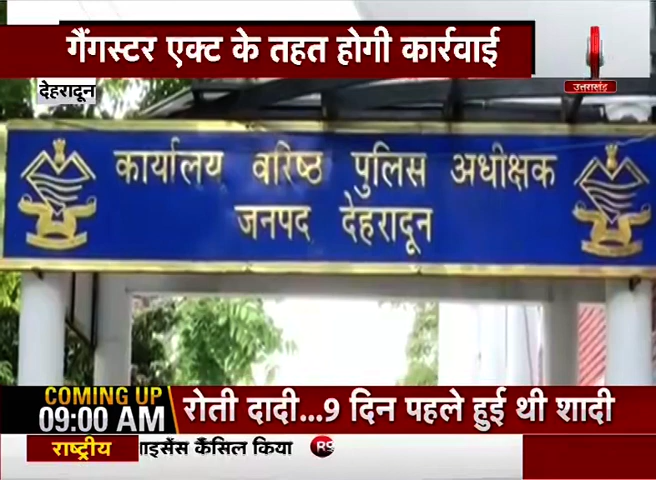 गैंगस्टर एक्ट के तहत होगी कार्रवाई
देहरादून
उत्तराखंड
कार्यालय वरिष्ठ पुलिस अधीक्षक
जनपद देहरादून
COMING UP
09:00 AM
रोती दादी...9 दिन पहले हुई थी शादी
राष्ट्रीय
कैंसिल किया
R9